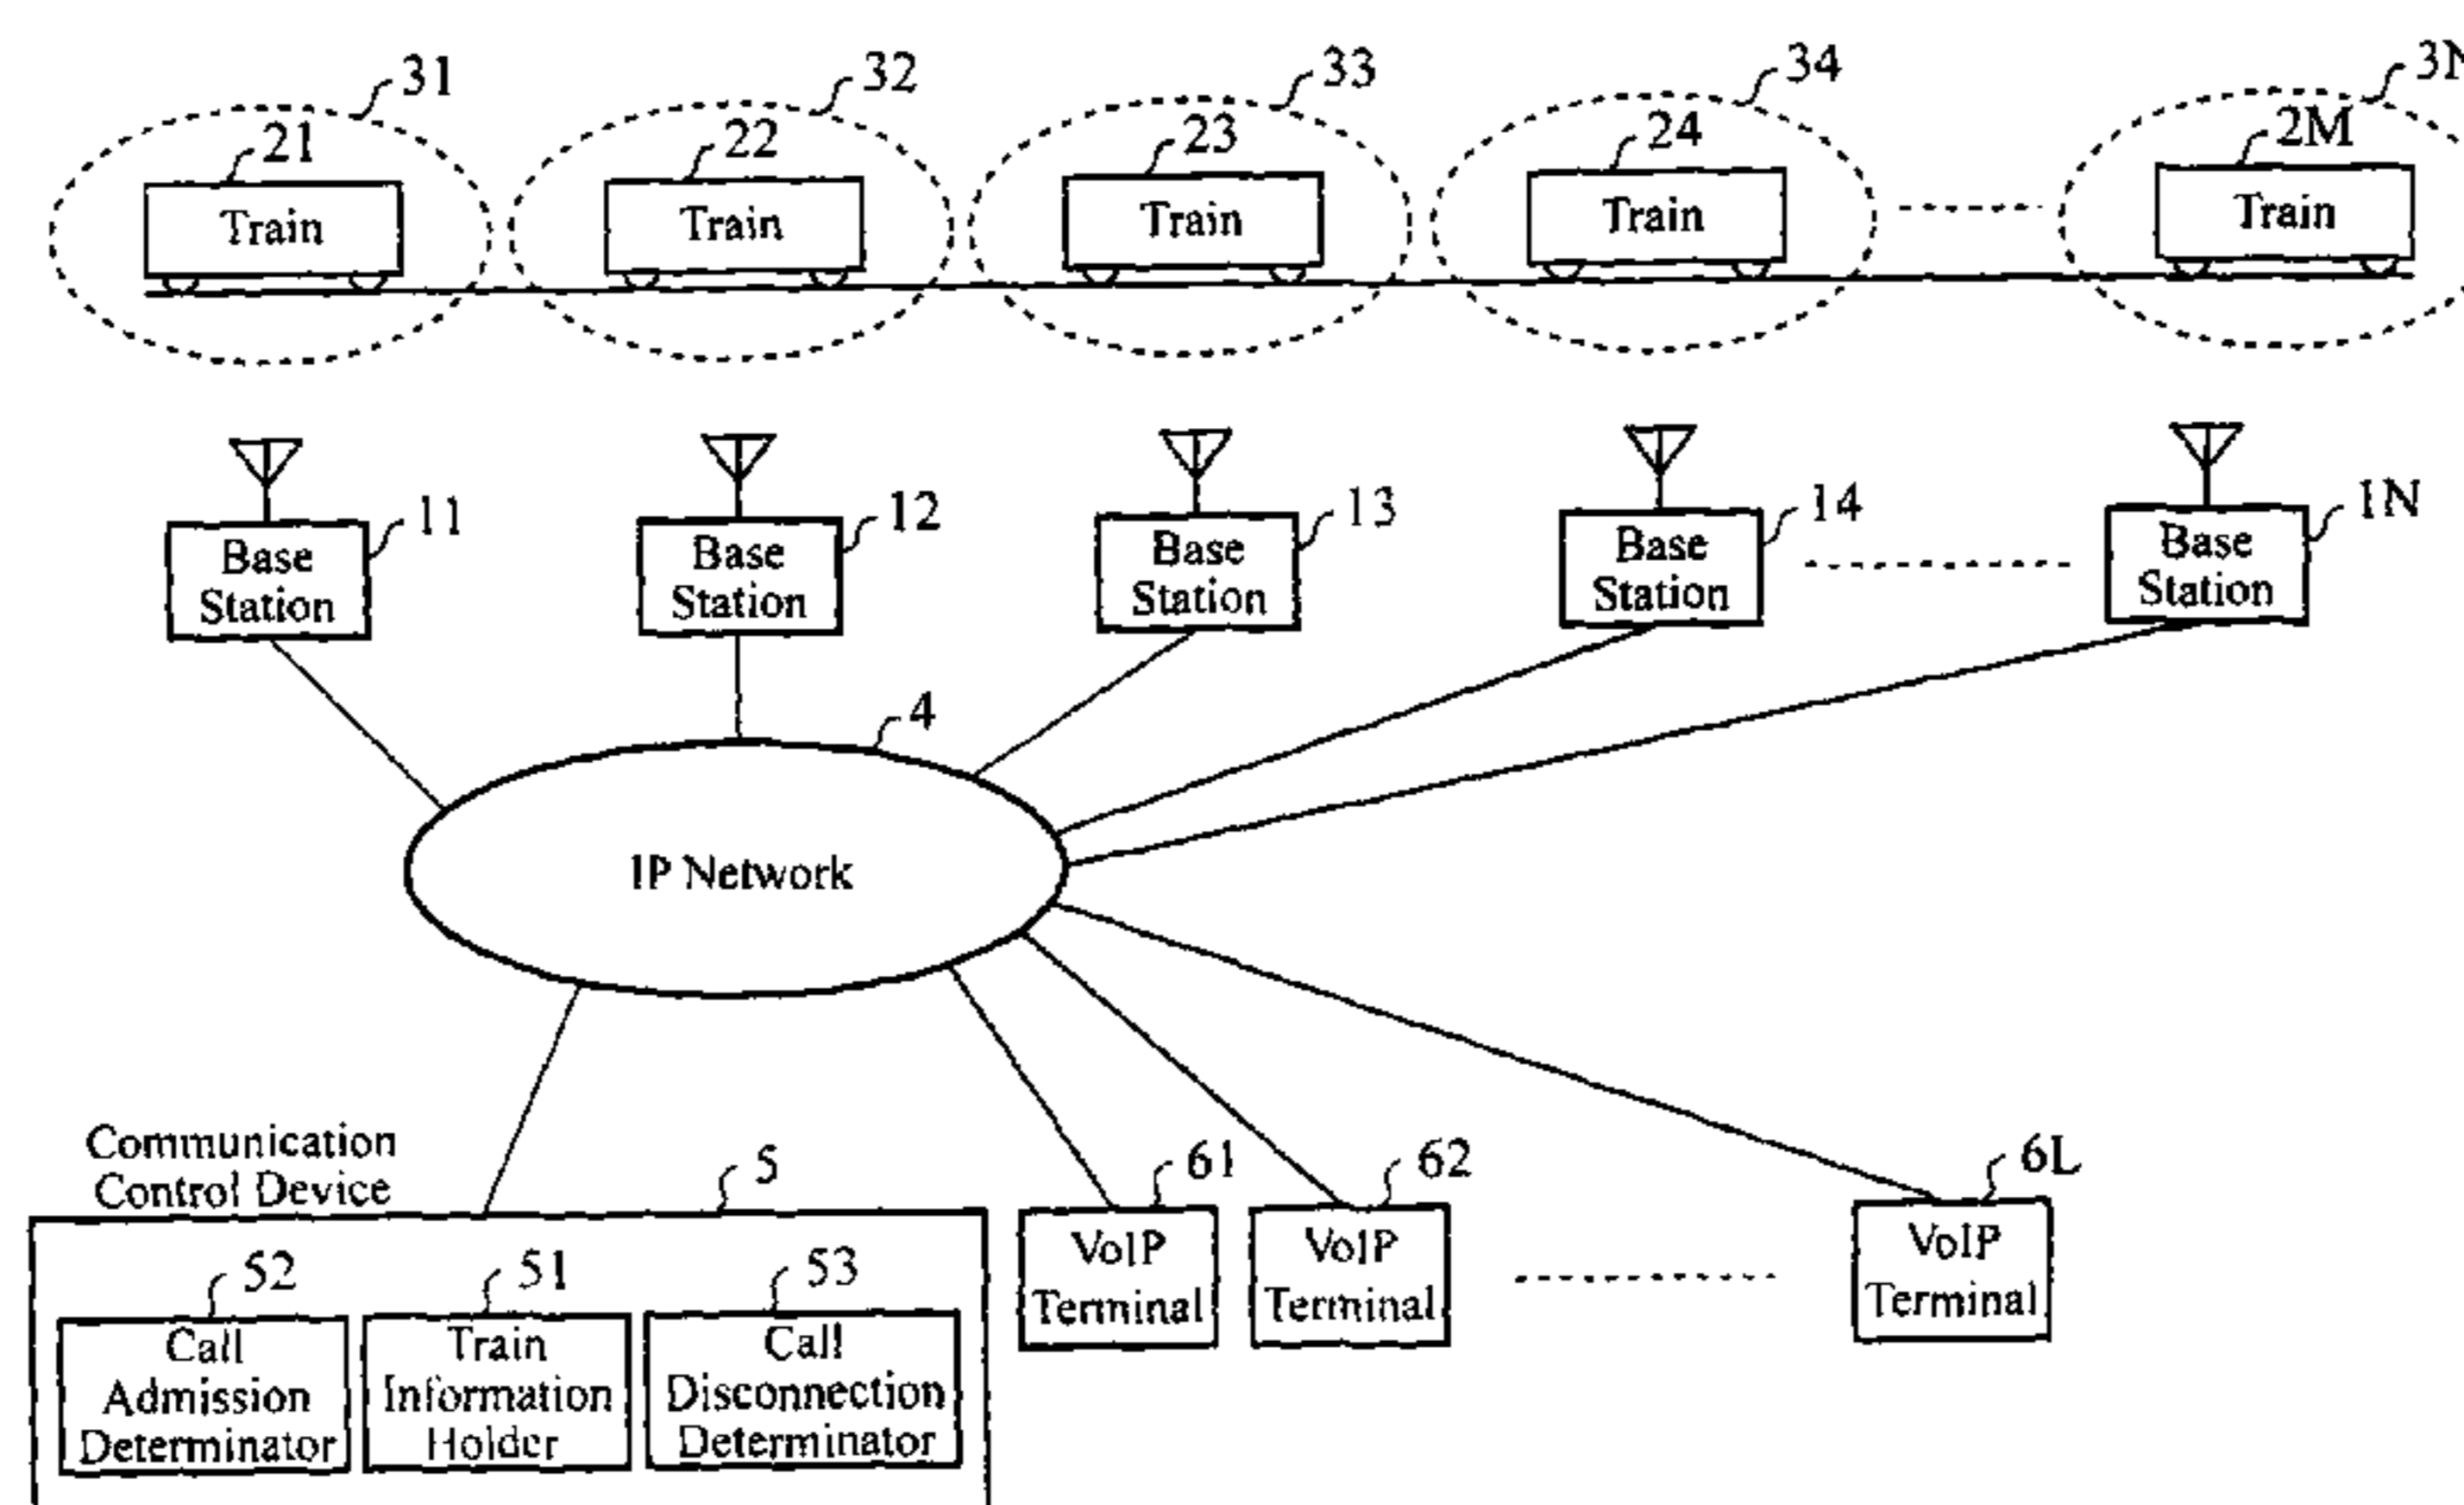 31 32 33 34 3N
21 22 23 24 2M
Train Train Train Train Train
11 12 13 14 1N
Base Base Base Base Base
Station Station Station Station Station
4
IP Network
Communication
Control Device
5
61 62 6L
VoIP VoIP VoIP
Terminal Terminal Terminal
52 51 53
Call
Admission
Determinator
Train
Information
Holder
Call
Disconnection
Determinator